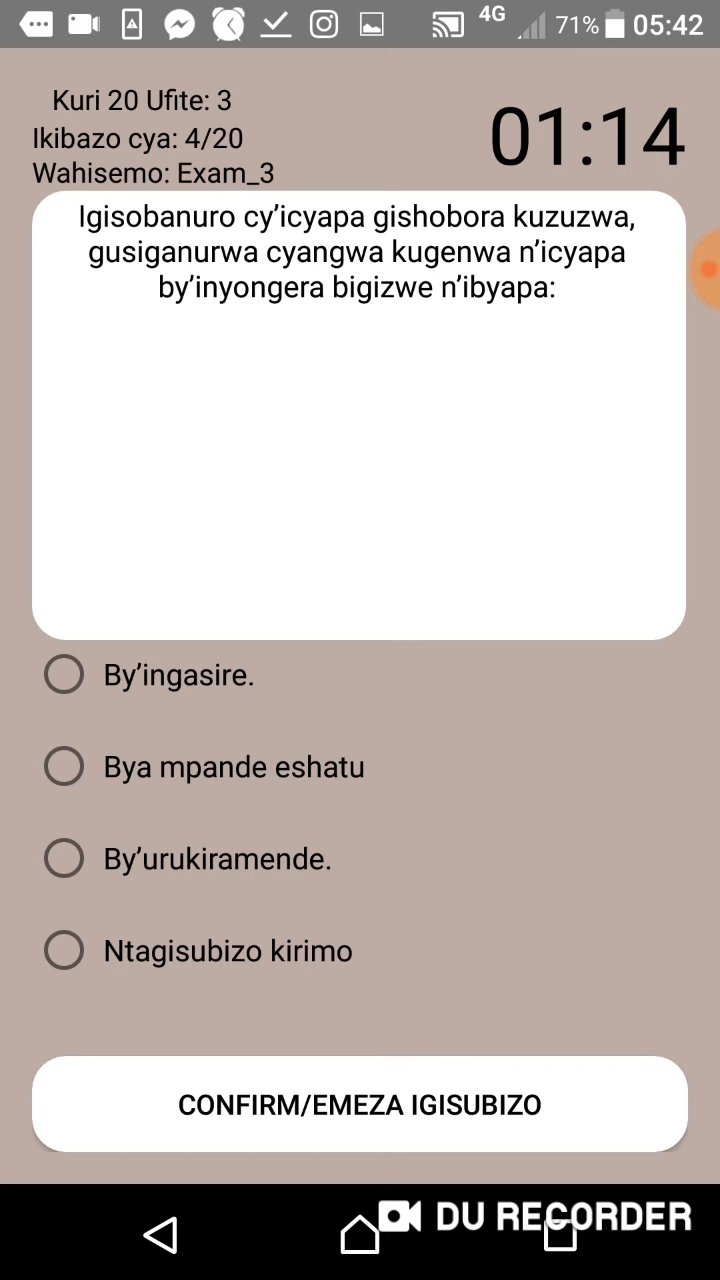 4G
71%
05:42
Kuri 20 Ufite: 3
Ikibazo cya: 4/20
Wahisemo: Exam_3
01:14
Igisobanuro cy’icyapa gishobora kuzuzwa,
gusiganurwa cyangwa kugenwa n’icyapa
by’inyongera bigizwe n’ibyapa:
By’ingasire.
Bya mpande eshatu
By’urukiramende.
Ntagisubizo kirimo
CONFIRM/EMEZA IGISUBIZO
DU RECORDER